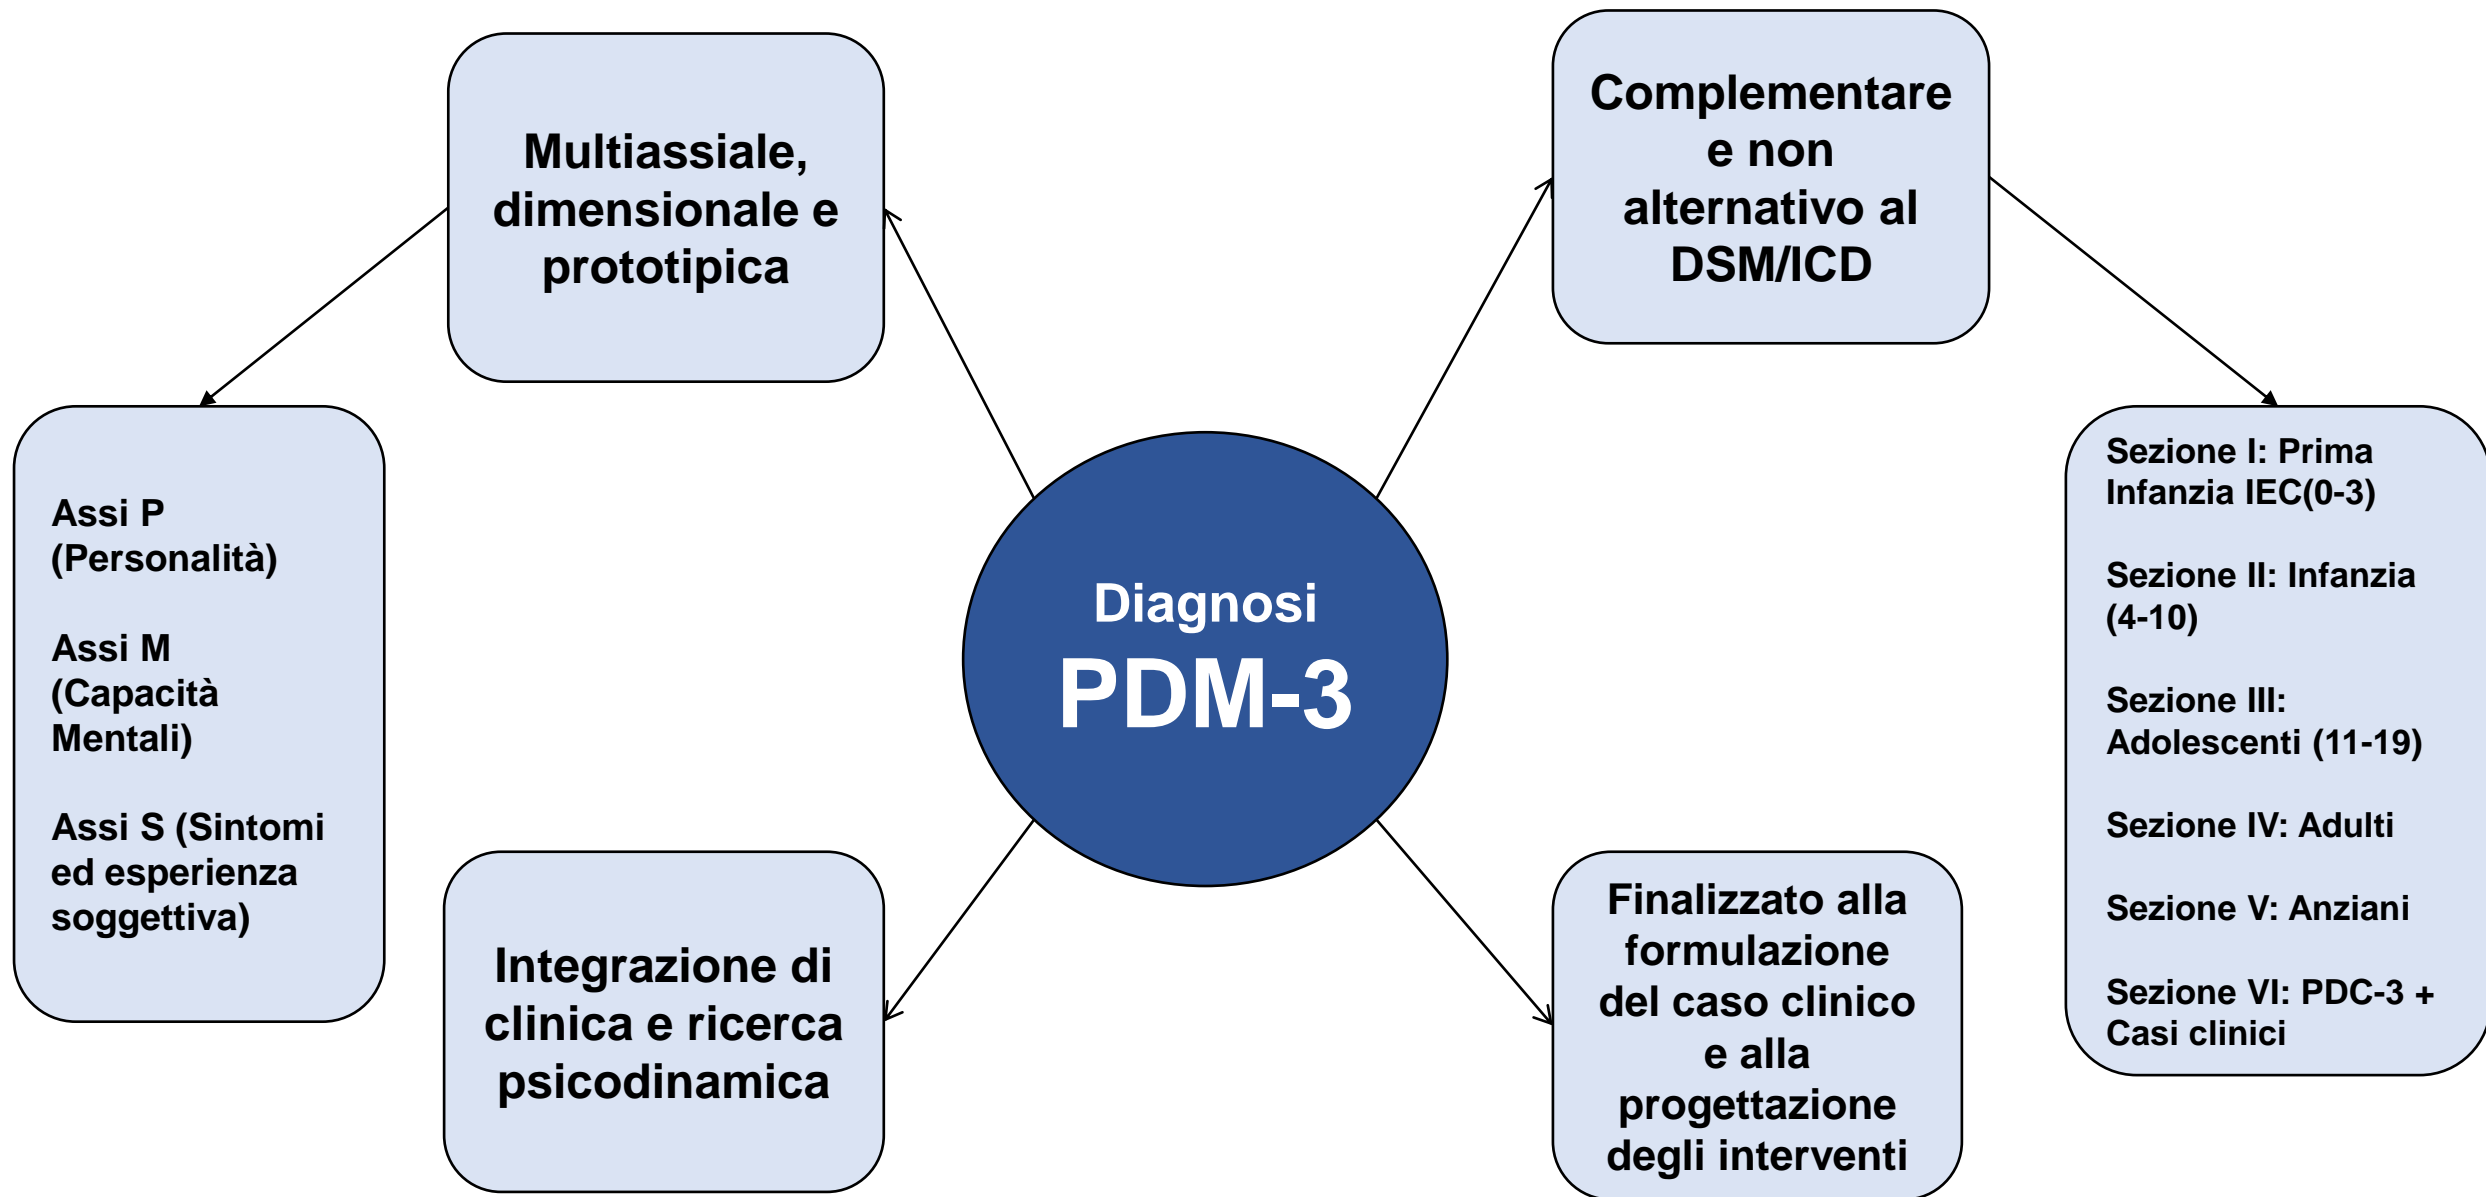 Multiassiale,
dimensionale e
prototipica
Complementare
e non
alternativo al
DSM/ICD
Assi P
(Personalità)
Assi M
(Capacità
Mentali)
Assi S (Sintomi
ed esperienza
soggettiva)
Diagnosi
PDM-3
Sezione I: Prima
Infanzia IEC(0-3)
Sezione II: Infanzia
(4-10)
Sezione III:
Adolescenti (11-19)
Sezione IV: Adulti
Sezione V: Anziani
Sezione VI: PDC-3 +
Casi clinici
Integrazione di
clinica e ricerca
psicodinamica
Finalizzato alla
formulazione
del caso clinico
e alla
progettazione
degli interventi